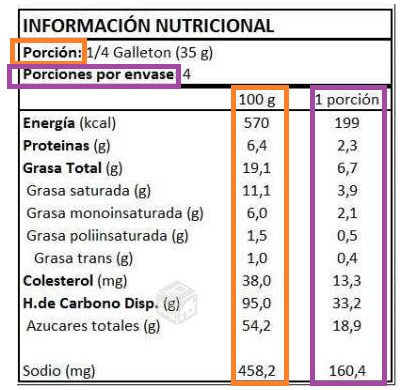 INFORMACIÓN NUTRICIONAL
Porción: 1/4 Galleton (35 g)
Porciones por envase 4
100 g 1 porción
Energía (kcal) 570 199
Proteinas (g) 6,4 2,3
Grasa Total (g) 19,1 6,7
Grasa saturada (g) 11,1 3,9
Grasa monoinsaturada (g) 6,0 2,1
Grasa poliinsaturada (g) 1,5 0,5
Grasa trans (g) 1,0 0,4
Colesterol (mg) 38,0 13,3
H.de Carbono Disp. (g) 95,0 33,2
Azucares totales (g) 54,2 18,9
Sodio (mg) 458,2 160,4